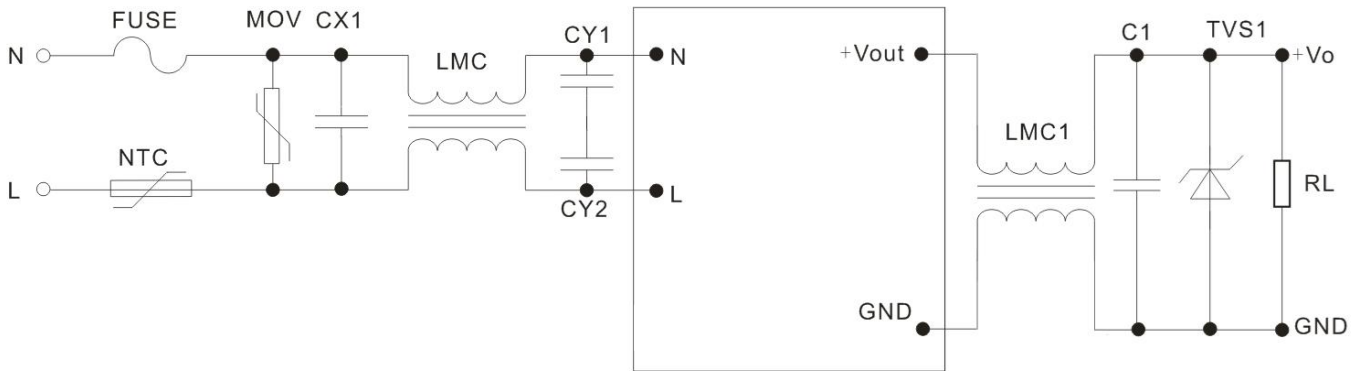 FUSE
MOV
CX1
LMC
CY1
N
N
+Vout
C1
TVS1
+Vo
LMC1
NTC
L
CY2
L
RL
GND
GND